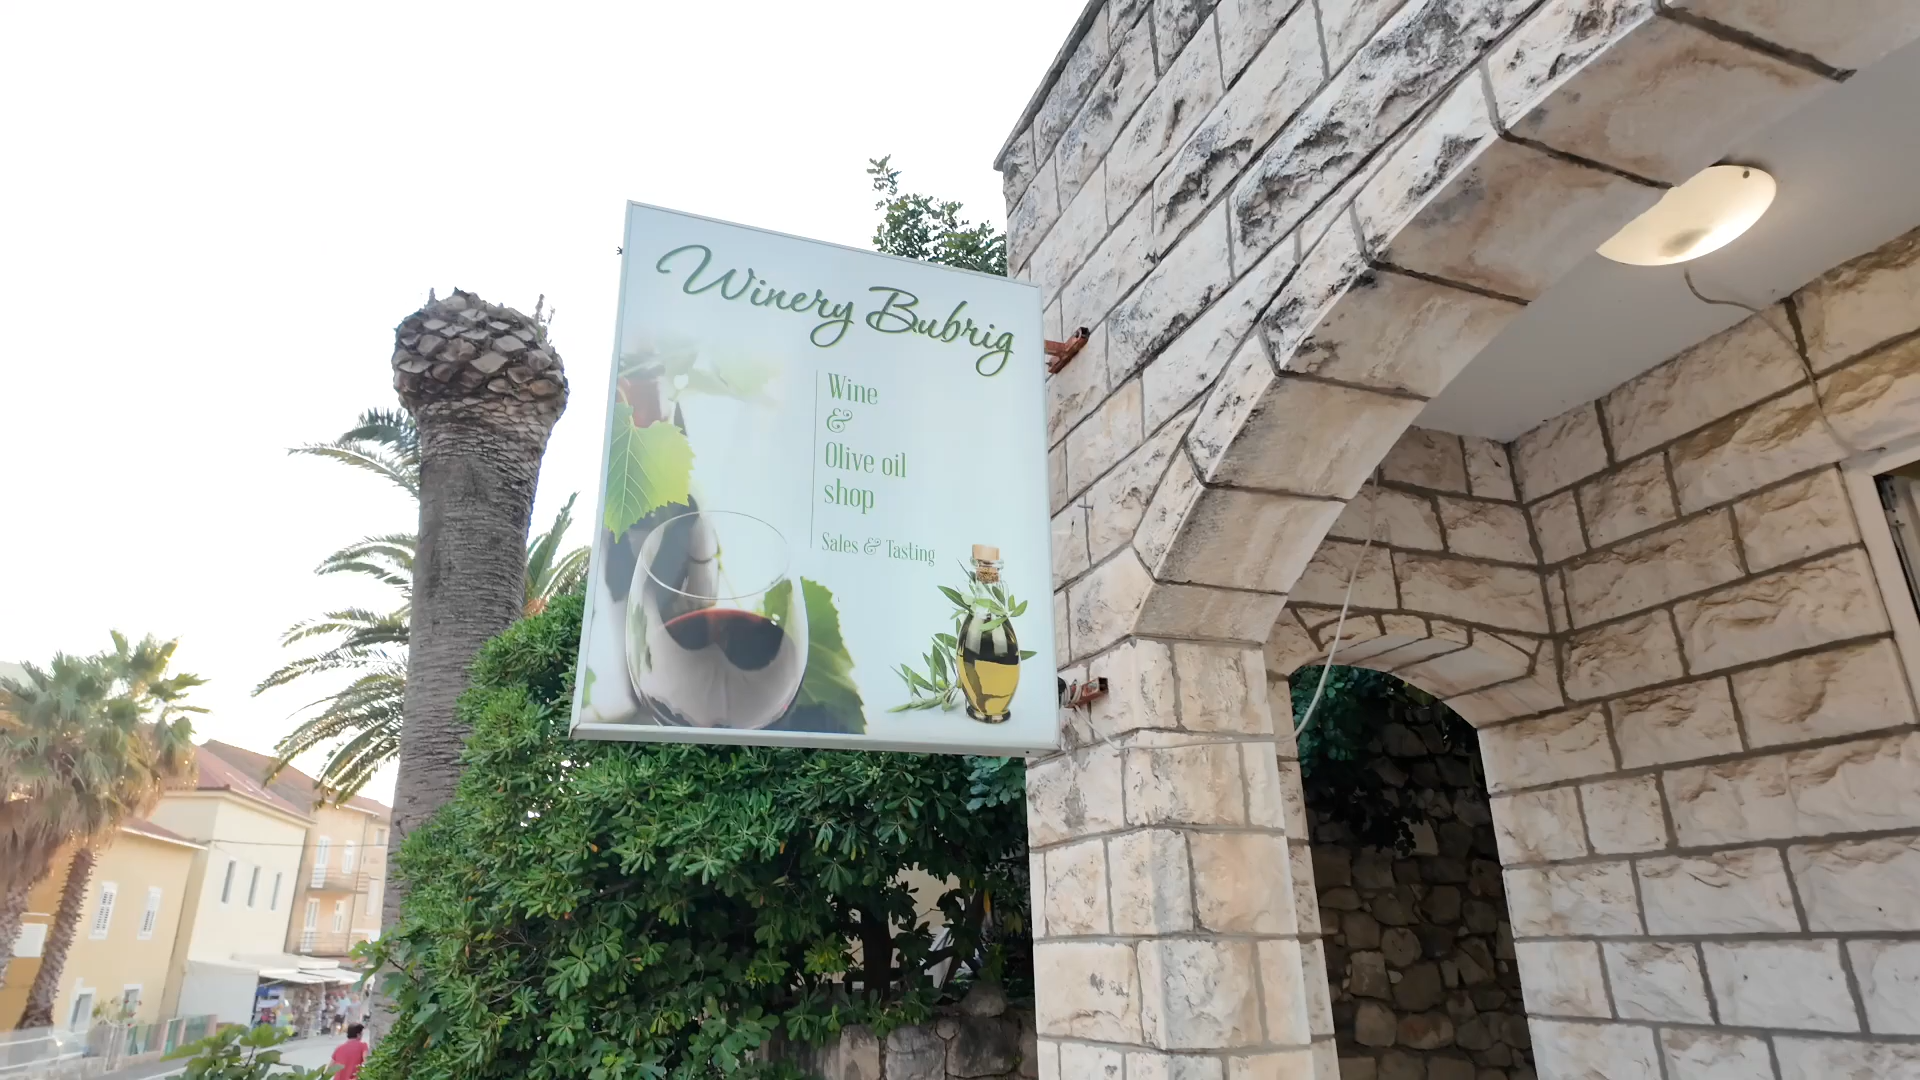 Winery Bubrig
Wine
&
Olive oil
shop
Sales & Tasting